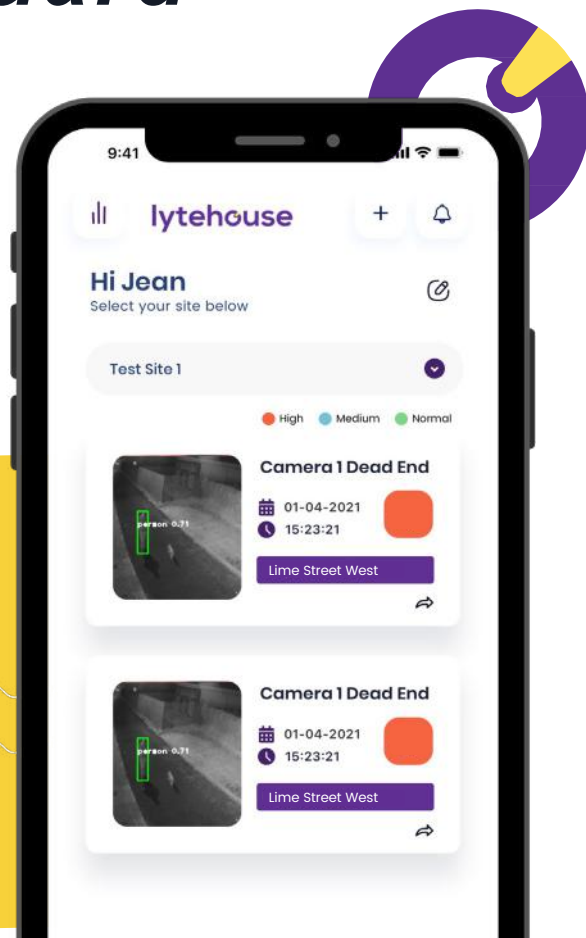 9:41
lytehouse
Hi Jean
Select your site below
Test Site 1
High Medium Normal
Camera 1 Dead End
person 0.71
01-04-2021
15:23:21
Lime Street West
Camera 1 Dead End
person 0.71
01-04-2021
15:23:21
Lime Street West